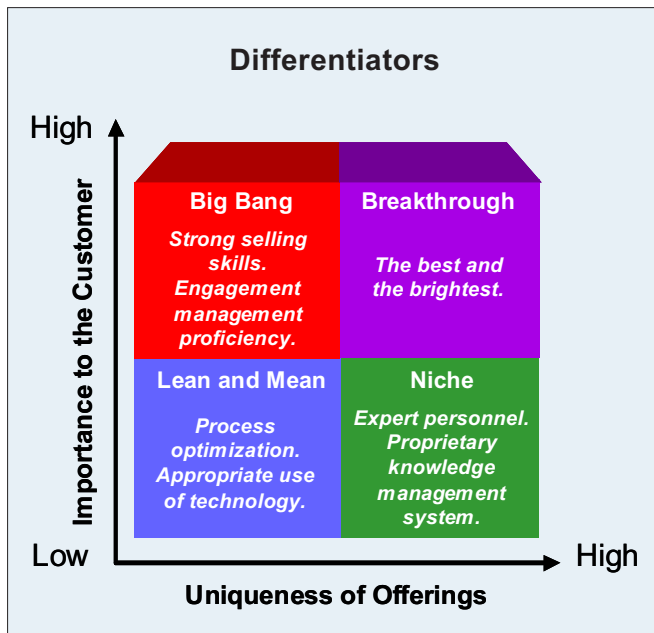 Differentiators
High
Importance to the Customer
Big Bang
Strong selling
skills.
Engagement
management
proficiency.
Breakthrough
The best and
the brightest.
Lean and Mean
Process
optimization.
Appropriate use
of technology.
Niche
Expert personnel.
Proprietary
knowledge
management
system.
Low
High
Uniqueness of Offerings